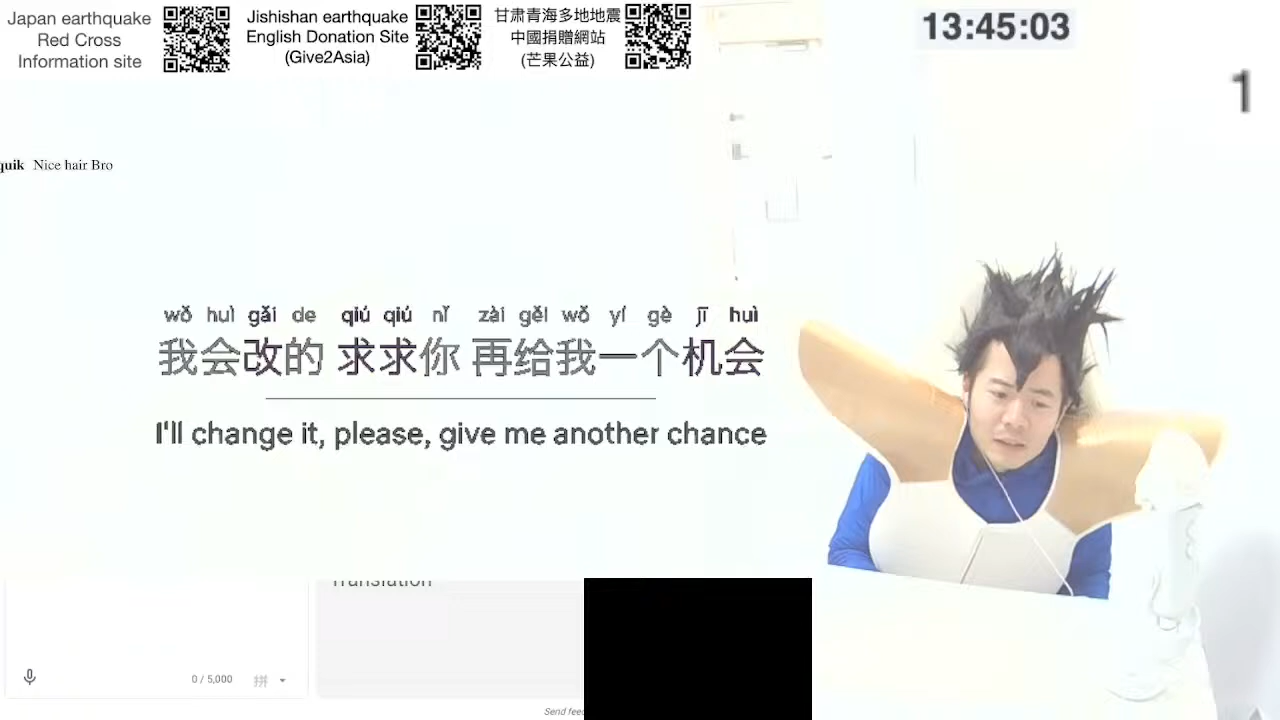 Japan earthquake
Red Cross
Information site
Jishishan earthquake
English Donation Site
(Give2Asia)
甘肅青海多地地震
中國捐贈網站
(芒果公益)
13:45:03
1
quik Nice hair Bro
wǒ huì gǎi de qiú qiú nǐ zài gěi wǒ yí gè jī huì
我会改的 求求你 再给我一个机会
I'll change it, please, give me another chance
Translation
0 / 5,000
拼
Send feed